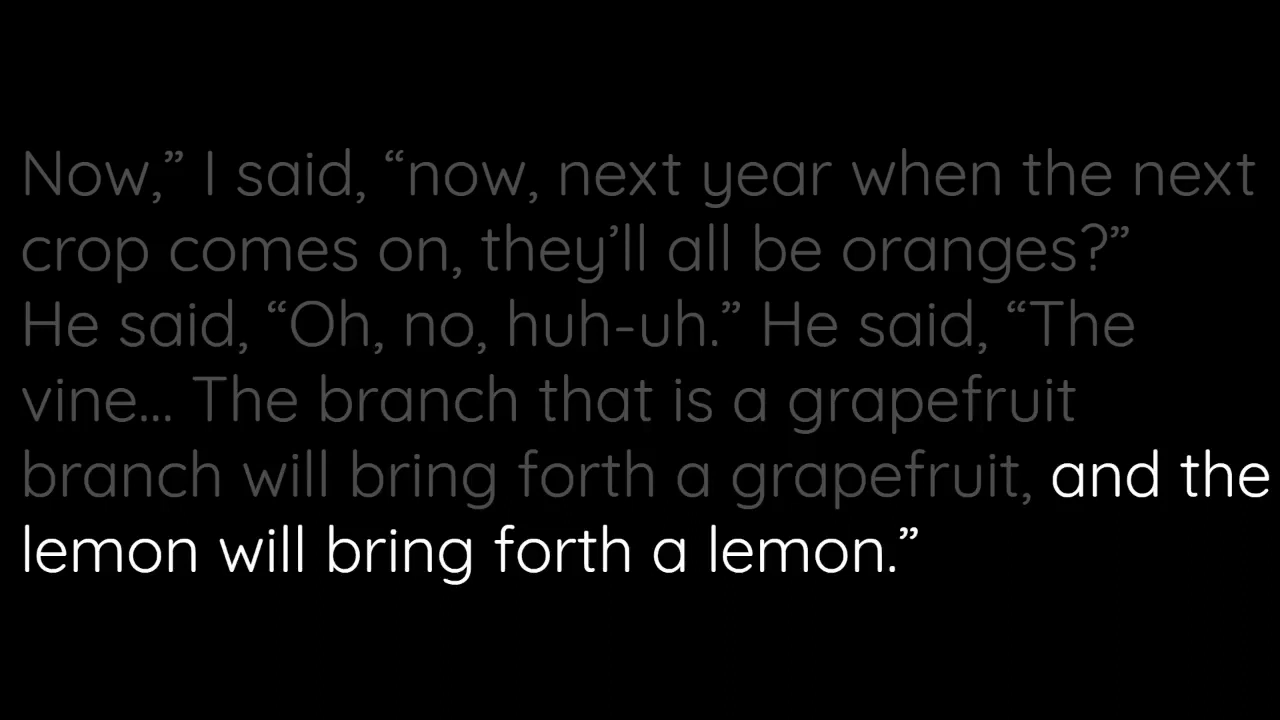 Now,” I said, “now, next year when the next
crop comes on, they’ll all be oranges?”
He said, “Oh, no, huh-uh.” He said, “The
vine... The branch that is a grapefruit
branch will bring forth a grapefruit, and the
lemon will bring forth a lemon.”